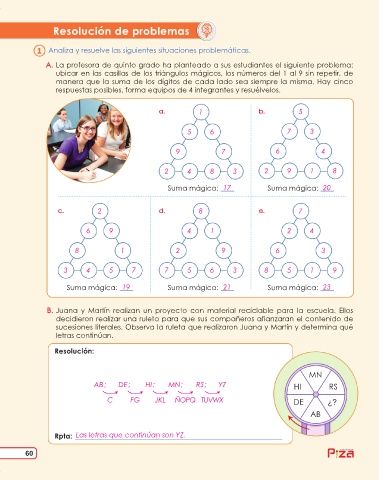 Resolución de problemas
1 Analiza y resuelve las siguientes situaciones problemáticas.
A. La profesora de quinto grado ha planteado a sus estudiantes el siguiente problema:
ubicar en las casillas de los triángulos mágicos, los números del 1 al 9 sin repetir, de
manera que la suma de los dígitos de cada lado sea siempre la misma. Hay cinco
respuestas posibles, forma equipos de 4 integrantes y resuélvelos.
a. 1
5 6
9 7
2 4 8 3
Suma mágica: 17
b. 5
7 3
6 4
2 9 1 8
Suma mágica: 20
c. 2
6 9
8 1
3 4 5 7
Suma mágica: 19
d. 8
4 1
2 9
7 5 6 3
Suma mágica: 21
e. 7
2 4
6 3
8 5 1 9
Suma mágica: 23
B. Juana y Martín realizan un proyecto con material reciclable para la escuela. Ellos
decidieron realizar una ruleta para que sus compañeros afianzaran el contenido de
sucesiones literales. Observa la ruleta que realizaron Juana y Martín y determina qué
letras continúan.
Resolución:
AB; DE; HI; MN; RS; YZ
C FG JKL ÑOPQ TUVWX
MN
HI RS
DE ¿?
AB
Rpta: Las letras que continúan son YZ.
60